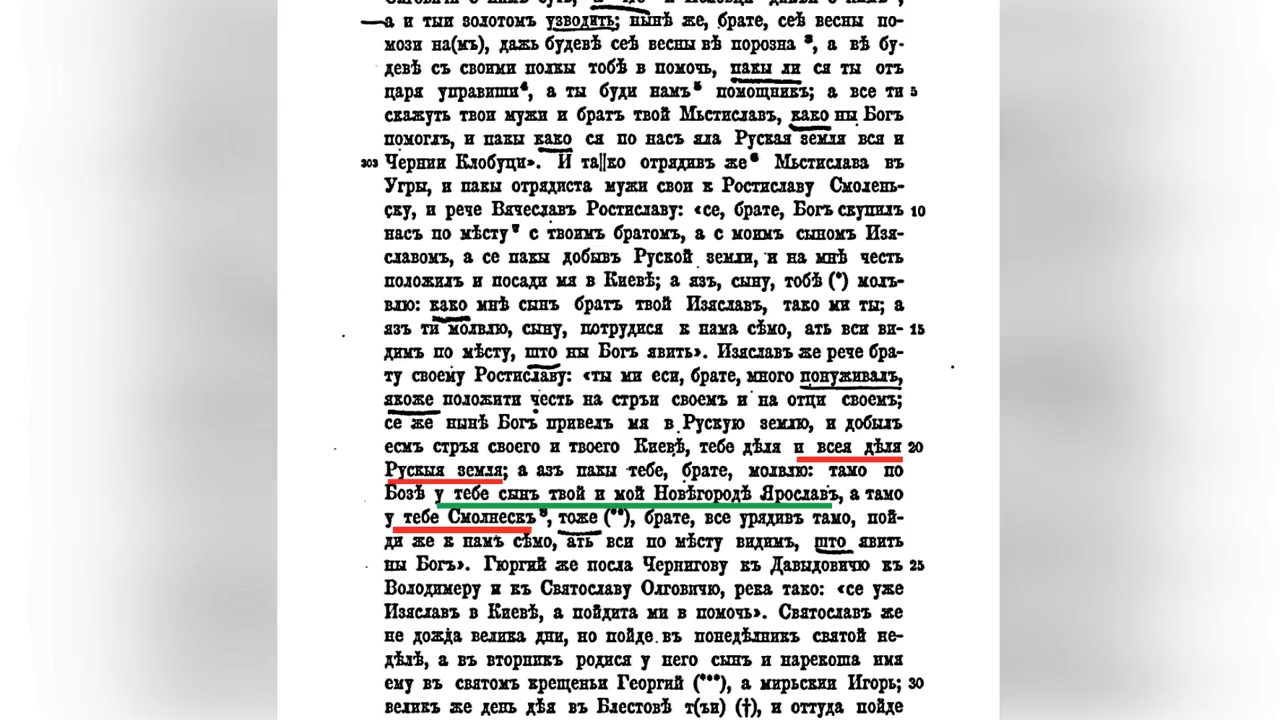 а и тыи золотомъ узводить; нынѣ же, брате, сеѣ весны по-
мози на(мъ), дажь будевѣ сеѣ весны вѣ порозна ³, а вѣ бу-
девѣ съ своими полкы тобѣ в помочь, пакы ли ся ты отъ
царя управиши⁴, а ты буди намъ⁵ помощникъ; а все ти 5
скажуть твои мужи и братъ твой Мьстиславъ, како ны Богъ
помоглъ, и пакы како ся по насъ яла Руская земля вся и
303 Чернии Клобуци». И та||ко отрядивъ же⁶ Мьстислава въ
Угры, и пакы отрядиста мужи свои к Ростиславу Смолень-
ску, и рече Вячеславъ Ростиславу: «се, брате, Богъ скупилъ 10
насъ по мѣсту⁷ с твоимъ братомъ, а с моим сыномъ Изя-
славомъ, а се пакы добывъ Руской земли, и на мнѣ честь
положилъ и посади мя в Киевѣ; а язъ, сыну, тобѣ (*) молъ-
влю: како мнѣ сынъ братъ твой Изяславъ, тако ми ты; а
язъ ти молвлю, сыну, потрудися к нама сѣмо, ать вси ви- 15
димъ по мѣсту, што ны Богъ явить». Изяславъ же рече бра-
ту своему Ростиславу: «ты ми еси, брате, много понуживалъ,
якоже положити честь на стрыи своемъ и на отци своемъ;
се же нынѣ Богъ привелъ мя в Рускую землю, и добылъ
есмъ стрыя своего и твоего Киевѣ, тебе дѣля и всея дѣля 20
Рускыя земля; а азъ пакы тебе, брате, молвлю: тамо по
Бозѣ у тебе сынъ твой и мой Новѣгородѣ Ярославъ, а тамо
у тебе Смолнескъ⁸, тоже (**), брате, все урядивъ тамо, пой-
ди же к намъ сѣмо, ать вси по мѣсту видимъ, што явить
ны Богъ». Гюргий же посла Чернигову къ Давыдовичю къ 25
Володимеру и къ Святославу Олговичю, река тако: «се уже
Изяславъ в Киевѣ, а пойдита ми в помочь». Святославъ же
не дожда велика дни, но пойде въ понедѣлникъ святой не-
дѣлѣ, а въ вторникъ родися у него сынъ и нарекоша имя
ему въ святомъ крещеньи Георгий (***), а мирьскии Игорь; 30
великъ же день дѣя въ Блестовѣ т(ъи) (†), и оттуда пойде